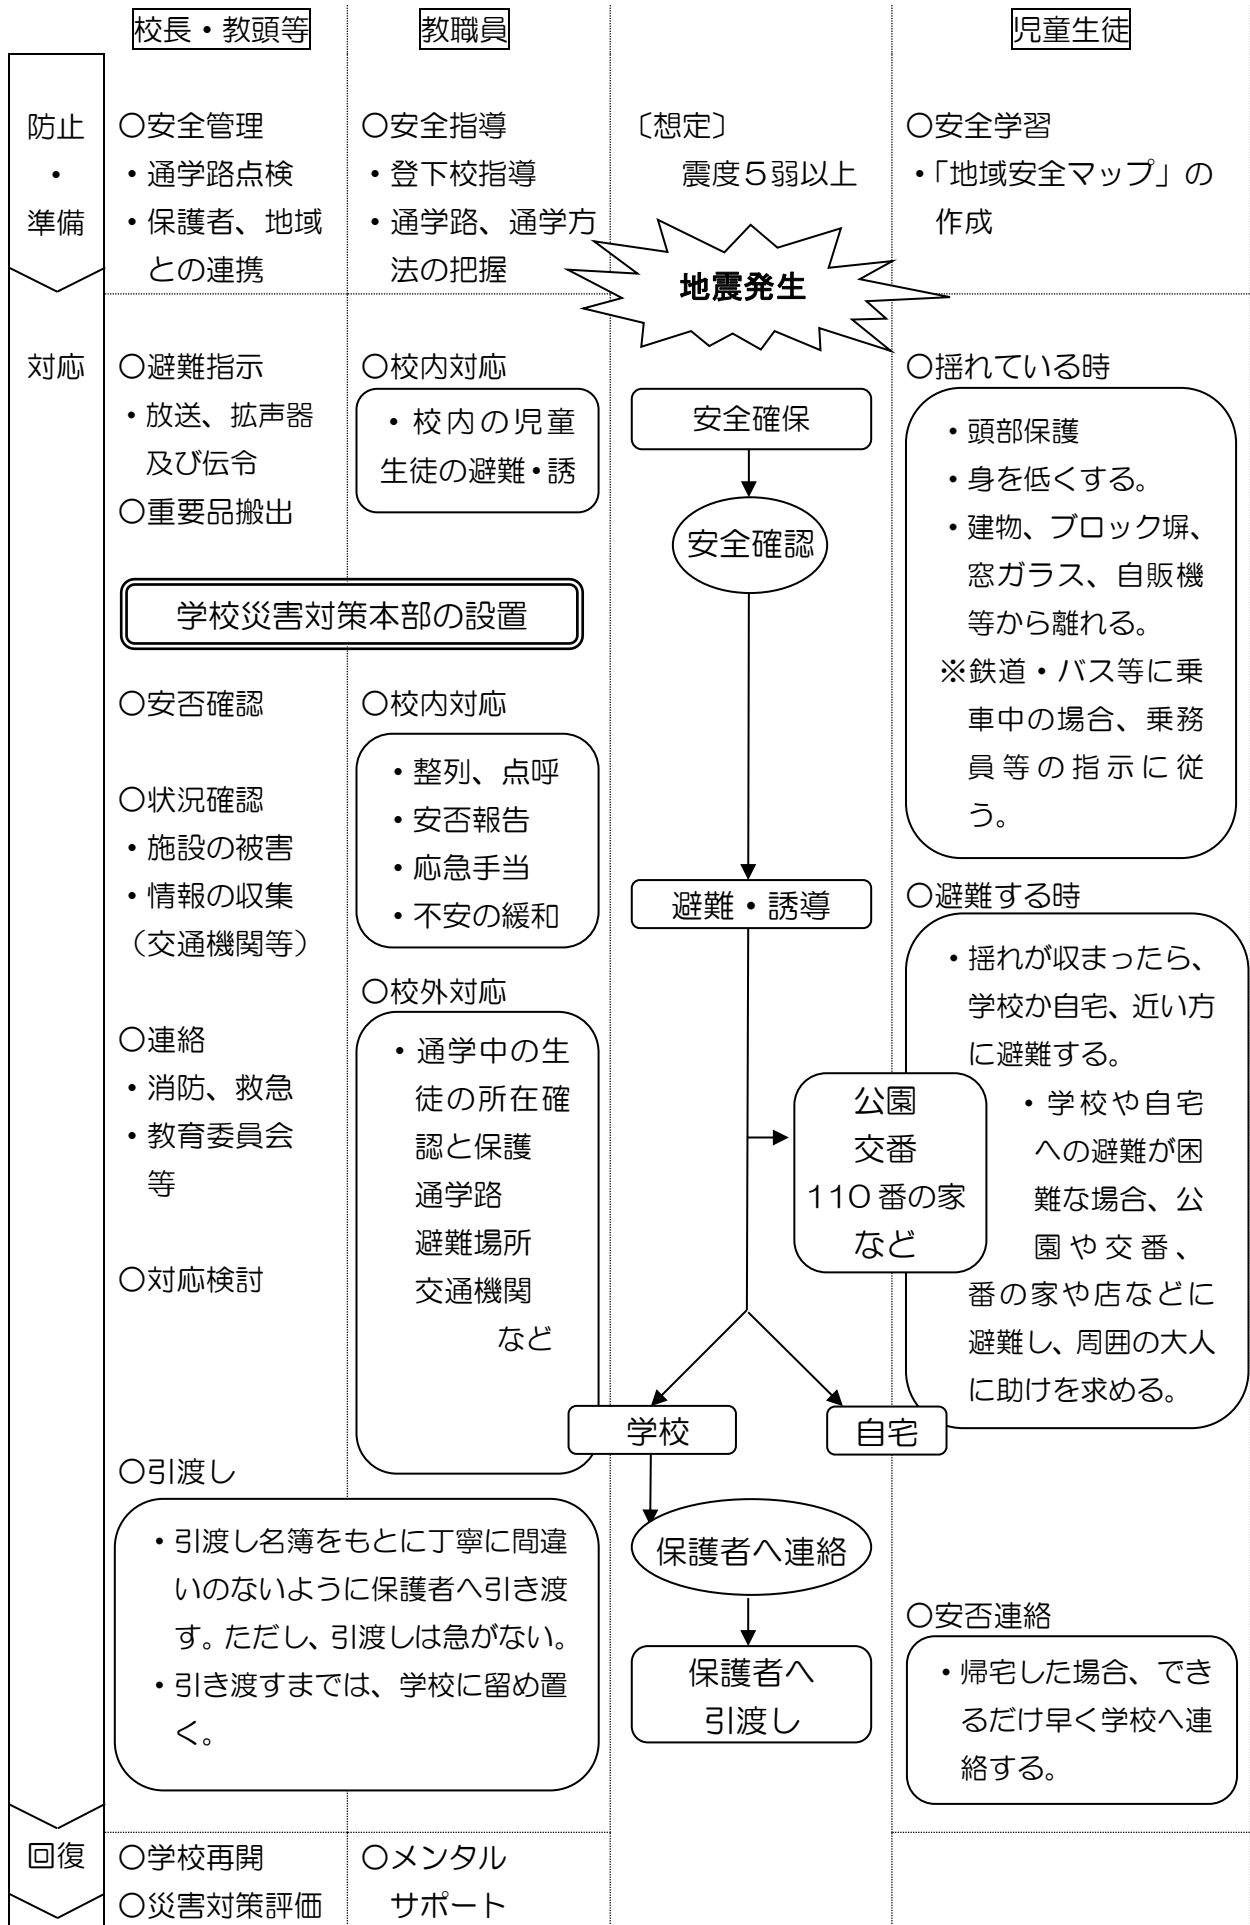 校長・教頭等
教職員
児童生徒
防止
・
準備
〇安全管理
・通学路点検
・保護者、地域
との連携
〇安全指導
・登下校指導
・通学路、通学方
法の把握
〔想定〕
震度５弱以上
地震発生
〇安全学習
・「地域安全マップ」の
作成
対応
〇避難指示
・放送、拡声器
及び伝令
〇重要品搬出
〇校内対応
・校内の児童
生徒の避難・誘
学校災害対策本部の設置
〇安否確認
〇状況確認
・施設の被害
・情報の収集
（交通機関等）
〇連絡
・消防、救急
・教育委員会
等
〇対応検討
〇校内対応
・整列、点呼
・安否報告
・応急手当
・不安の緩和
〇校外対応
・通学中の生
徒の所在確
認と保護
通学路
避難場所
交通機関
など
〇引渡し
・引渡し名簿をもとに丁寧に間違
いのないように保護者へ引き渡
す。ただし、引渡しは急がない。
・引き渡すまでは、学校に留め置
く。
安全確保
安全確認
避難・誘導
公園
交番
110番の家
など
学校
自宅
保護者へ連絡
保護者へ
引渡し
〇揺れている時
・頭部保護
・身を低くする。
・建物、ブロック塀、
窓ガラス、自販機
等から離れる。
※鉄道・バス等に乗
車中の場合、乗務
員等の指示に従
う。
〇避難する時
・揺れが収まったら、
学校か自宅、近い方
に避難する。
・学校や自宅
への避難が困
難な場合、公
園や交番、
番の家や店などに
避難し、周囲の大人
に助けを求める。
〇安否連絡
・帰宅した場合、でき
るだけ早く学校へ連
絡する。
回復
〇学校再開
〇災害対策評価
〇メンタル
サポート